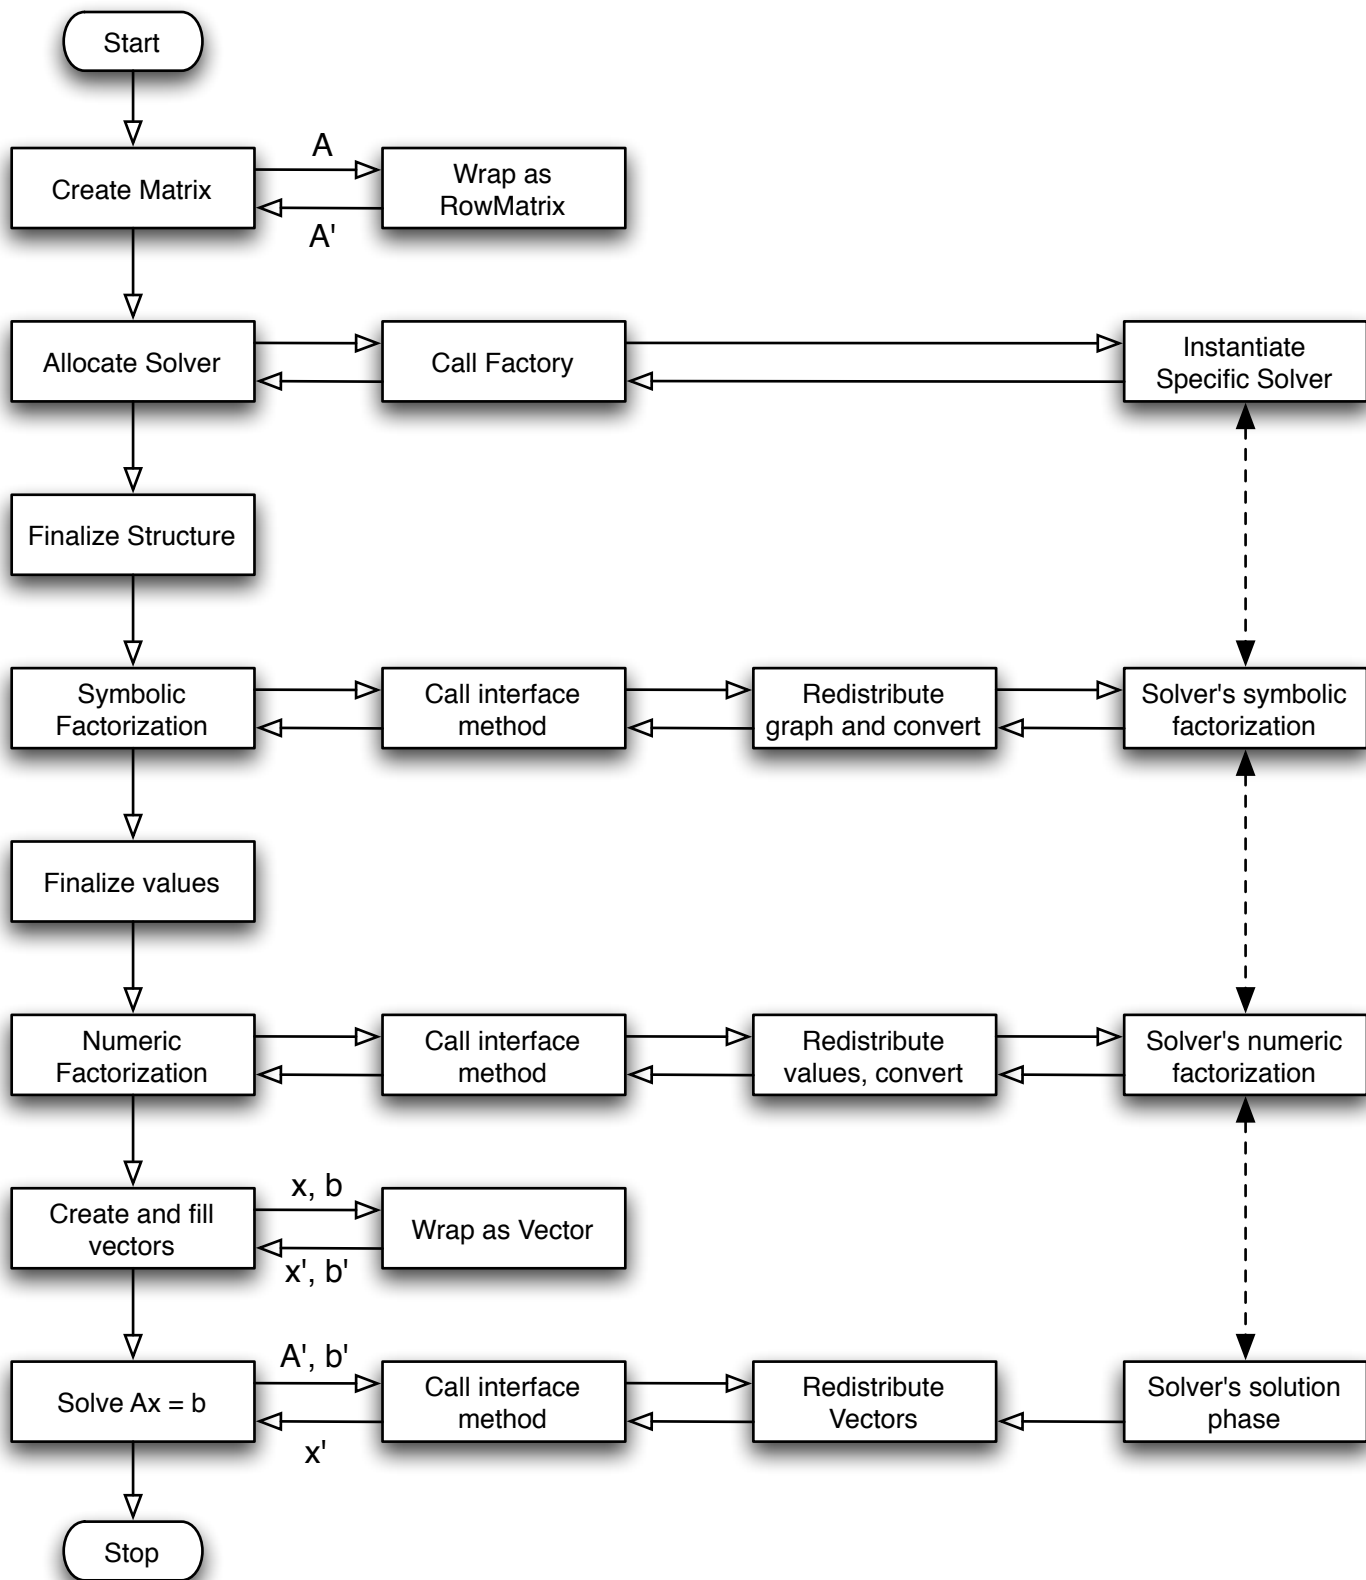 Start
Create Matrix
A
A'
Wrap as
RowMatrix
Allocate Solver
Call Factory
Instantiate
Specific Solver
Finalize Structure
Symbolic
Factorization
Call interface
method
Redistribute
graph and convert
Solver's symbolic
factorization
Finalize values
Numeric
Factorization
Call interface
method
Redistribute
values, convert
Solver's numeric
factorization
Create and fill
vectors
x, b
x', b'
Wrap as Vector
Solve Ax = b
A', b'
x'
Call interface
method
Redistribute
Vectors
Solver's solution
phase
Stop